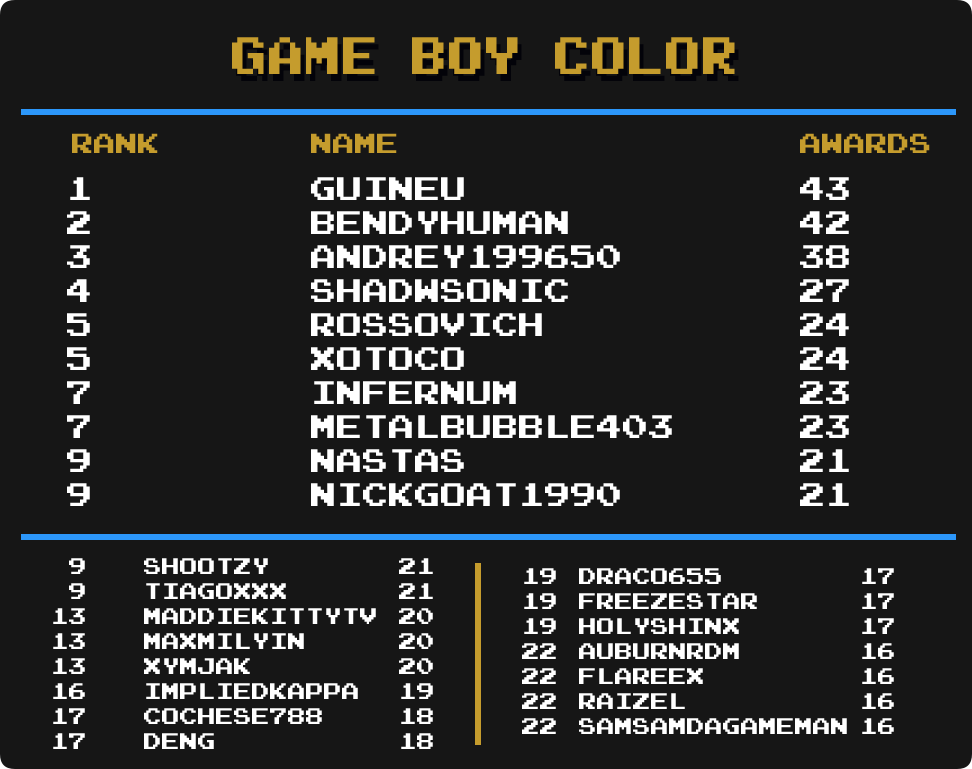 GAME BOY COLOR
RANK NAME AWARDS
1 GUINEU 43
2 BENDYHUMAN 42
3 ANDREY199650 38
4 SHADWSONIC 27
5 ROSSOVICH 24
5 XOTOCO 24
7 INFERNUM 23
7 METALBUBBLE403 23
9 NASTAS 21
9 NICKGOAT1990 21
9 SHOOTZY 21
9 TIAGOXXX 21
13 MADDIEKITTYTV 20
13 MAXMILYIN 20
13 XYMJAK 20
16 IMPLIEDKAPPA 19
17 COCHESE788 18
17 DENG 18
19 DRACO655 17
19 FREEZESTAR 17
19 HOLYSHINX 17
22 AUBURNRDM 16
22 FLAREEX 16
22 RAIZEL 16
22 SAMSAMDAGAMEMAN 16